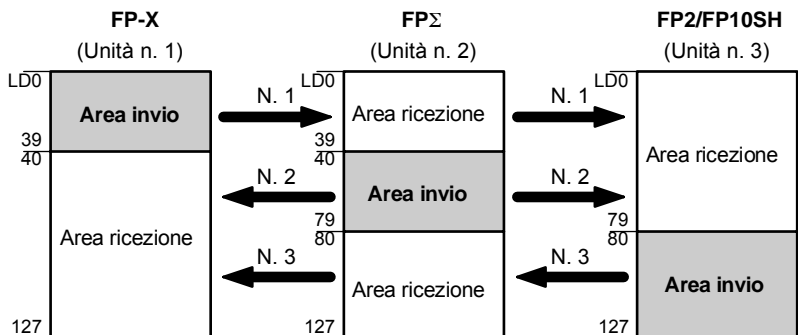 FP-X FPΣ FP2/FP10SH
(Unità n. 1) (Unità n. 2) (Unità n. 3)
LD0 LD0 LD0
Area invio N. 1 Area ricezione N. 1
39 39
40 40
Area ricezione
N. 2 Area invio N. 2
Area ricezione
79 79
80 80
N. 3 Area ricezione N. 3 Area invio
127 127 127